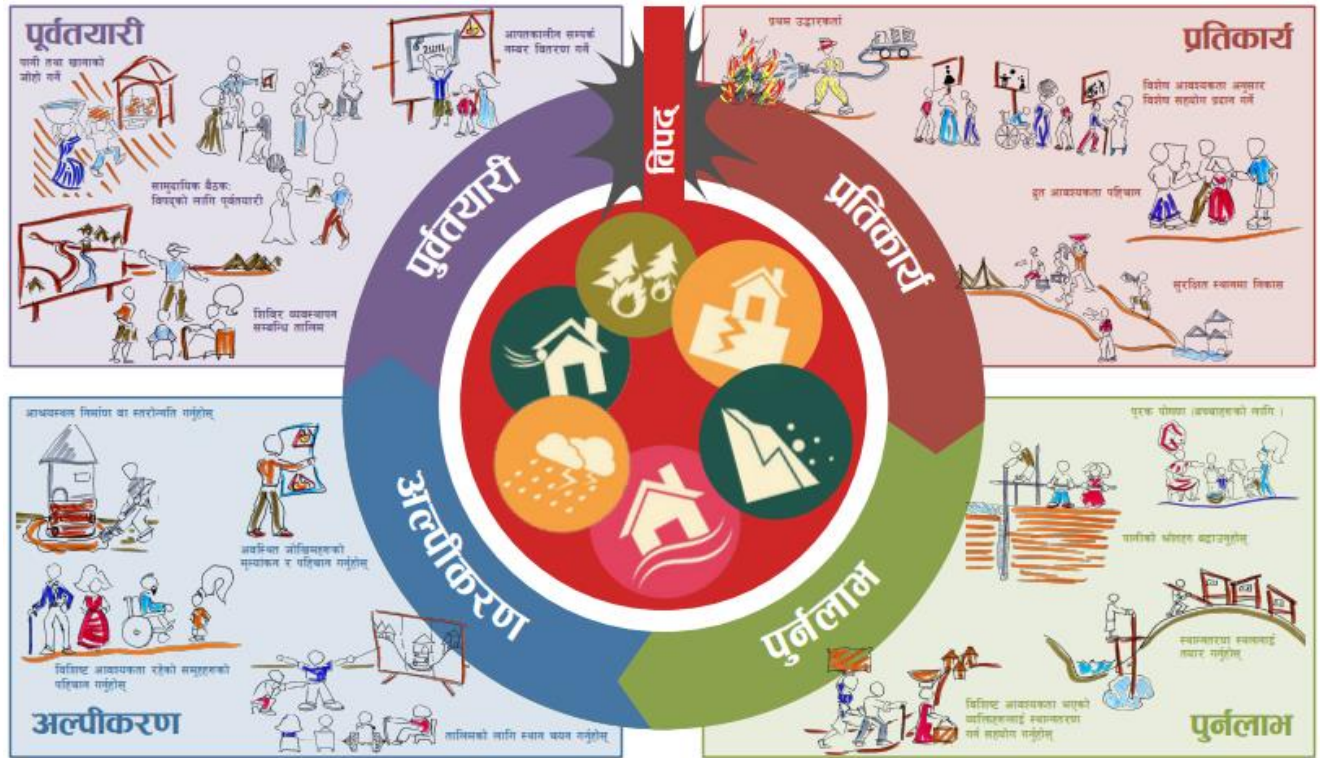 पूर्वतयारी
पानी तथा खानाको
जोहो गर्ने
आपतकालीन सम्पर्क
नम्बर वितरण गर्ने
सामुदायिक बैठक:
विपद्को लागि पूर्वतयारी
शिविर व्यवस्थापन
सम्बन्धि तालिम
विपद
प्रथम उद्धारकर्ता
प्रतिकार्य
विशेष आवश्यकता अनुसार
विशेष सहयोग प्रदान गर्ने
द्रुत आवश्यकता पहिचान
सुरक्षित स्थानमा निकास
पुर्वतयारी
प्रतिकार्य
अल्पीकरण
पुर्नलाभ
आश्रयस्थल निर्माण वा स्तरोन्नति गर्नुहोस्
अवस्थित जोखिमहरुको
मूल्यांकन र पहिचान गर्नुहोस्
विशिष्ट आवश्यकता रहेको समूहहरुको
पहिचान गर्नुहोस्
अल्पीकरण
तालिमको लागि स्थान चयन गर्नुहोस्
पुरक पोषण (बच्चाहरुको लागि )
पानीको श्रोतहरु बढाउनुहोस्
स्थानान्तरण स्थललाई
तयार गर्नुहोस्
विशिष्ट आवश्यकता भएको
व्यक्तिहरुलाई स्थानान्तरण
गर्न सहयोग गर्नुहोस्
पुर्नलाभ